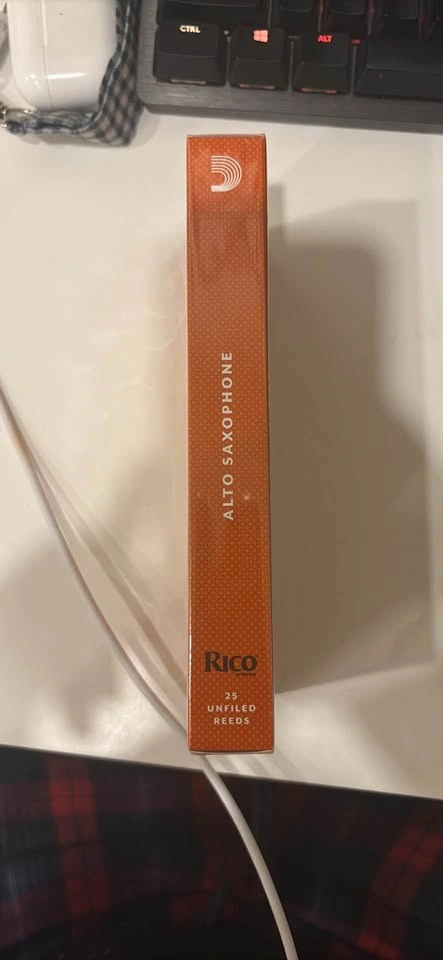 CTRL
ALT
ALTO SAXOPHONE
RICO
25
UNFILED
REEDS